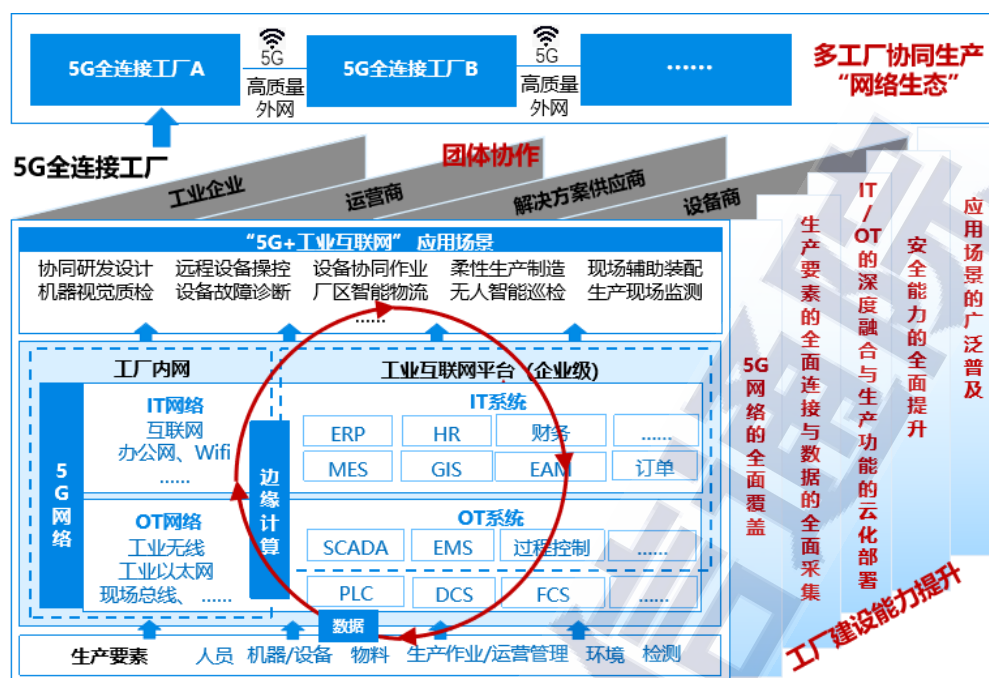 5G全连接工厂A
5G
高质量
外网
5G全连接工厂B
5G
高质量
外网
……
多工厂协同生产
“网络生态”
5G全连接工厂
团体协作
工业企业
运营商
解决方案供应商
设备商
“5G+工业互联网” 应用场景
协同研发设计 远程设备操控 设备协同作业 柔性生产制造 现场辅助装配
机器视觉质检 设备故障诊断 厂区智能物流 无人智能巡检 生产现场监测
……
工厂内网
5G网络
IT网络
互联网
办公网、Wifi
……
OT网络
工业无线
工业以太网
现场总线、……
边缘计算
工业互联网平台（企业级)
IT系统
ERP HR 财务 ……
MES GIS EAM 订单
OT系统
SCADA EMS 过程控制 ……
PLC DCS FCS ……
数据
生产要素 人员 机器/设备 物料 生产作业/运营管理 环境 检测
5G网络的全面覆盖
生产要素的全面连接与数据的全面采集
IT/OT的深度融合与生产功能的云化部署
安全能力的全面提升
应用场景的广泛普及
工厂建设能力提升